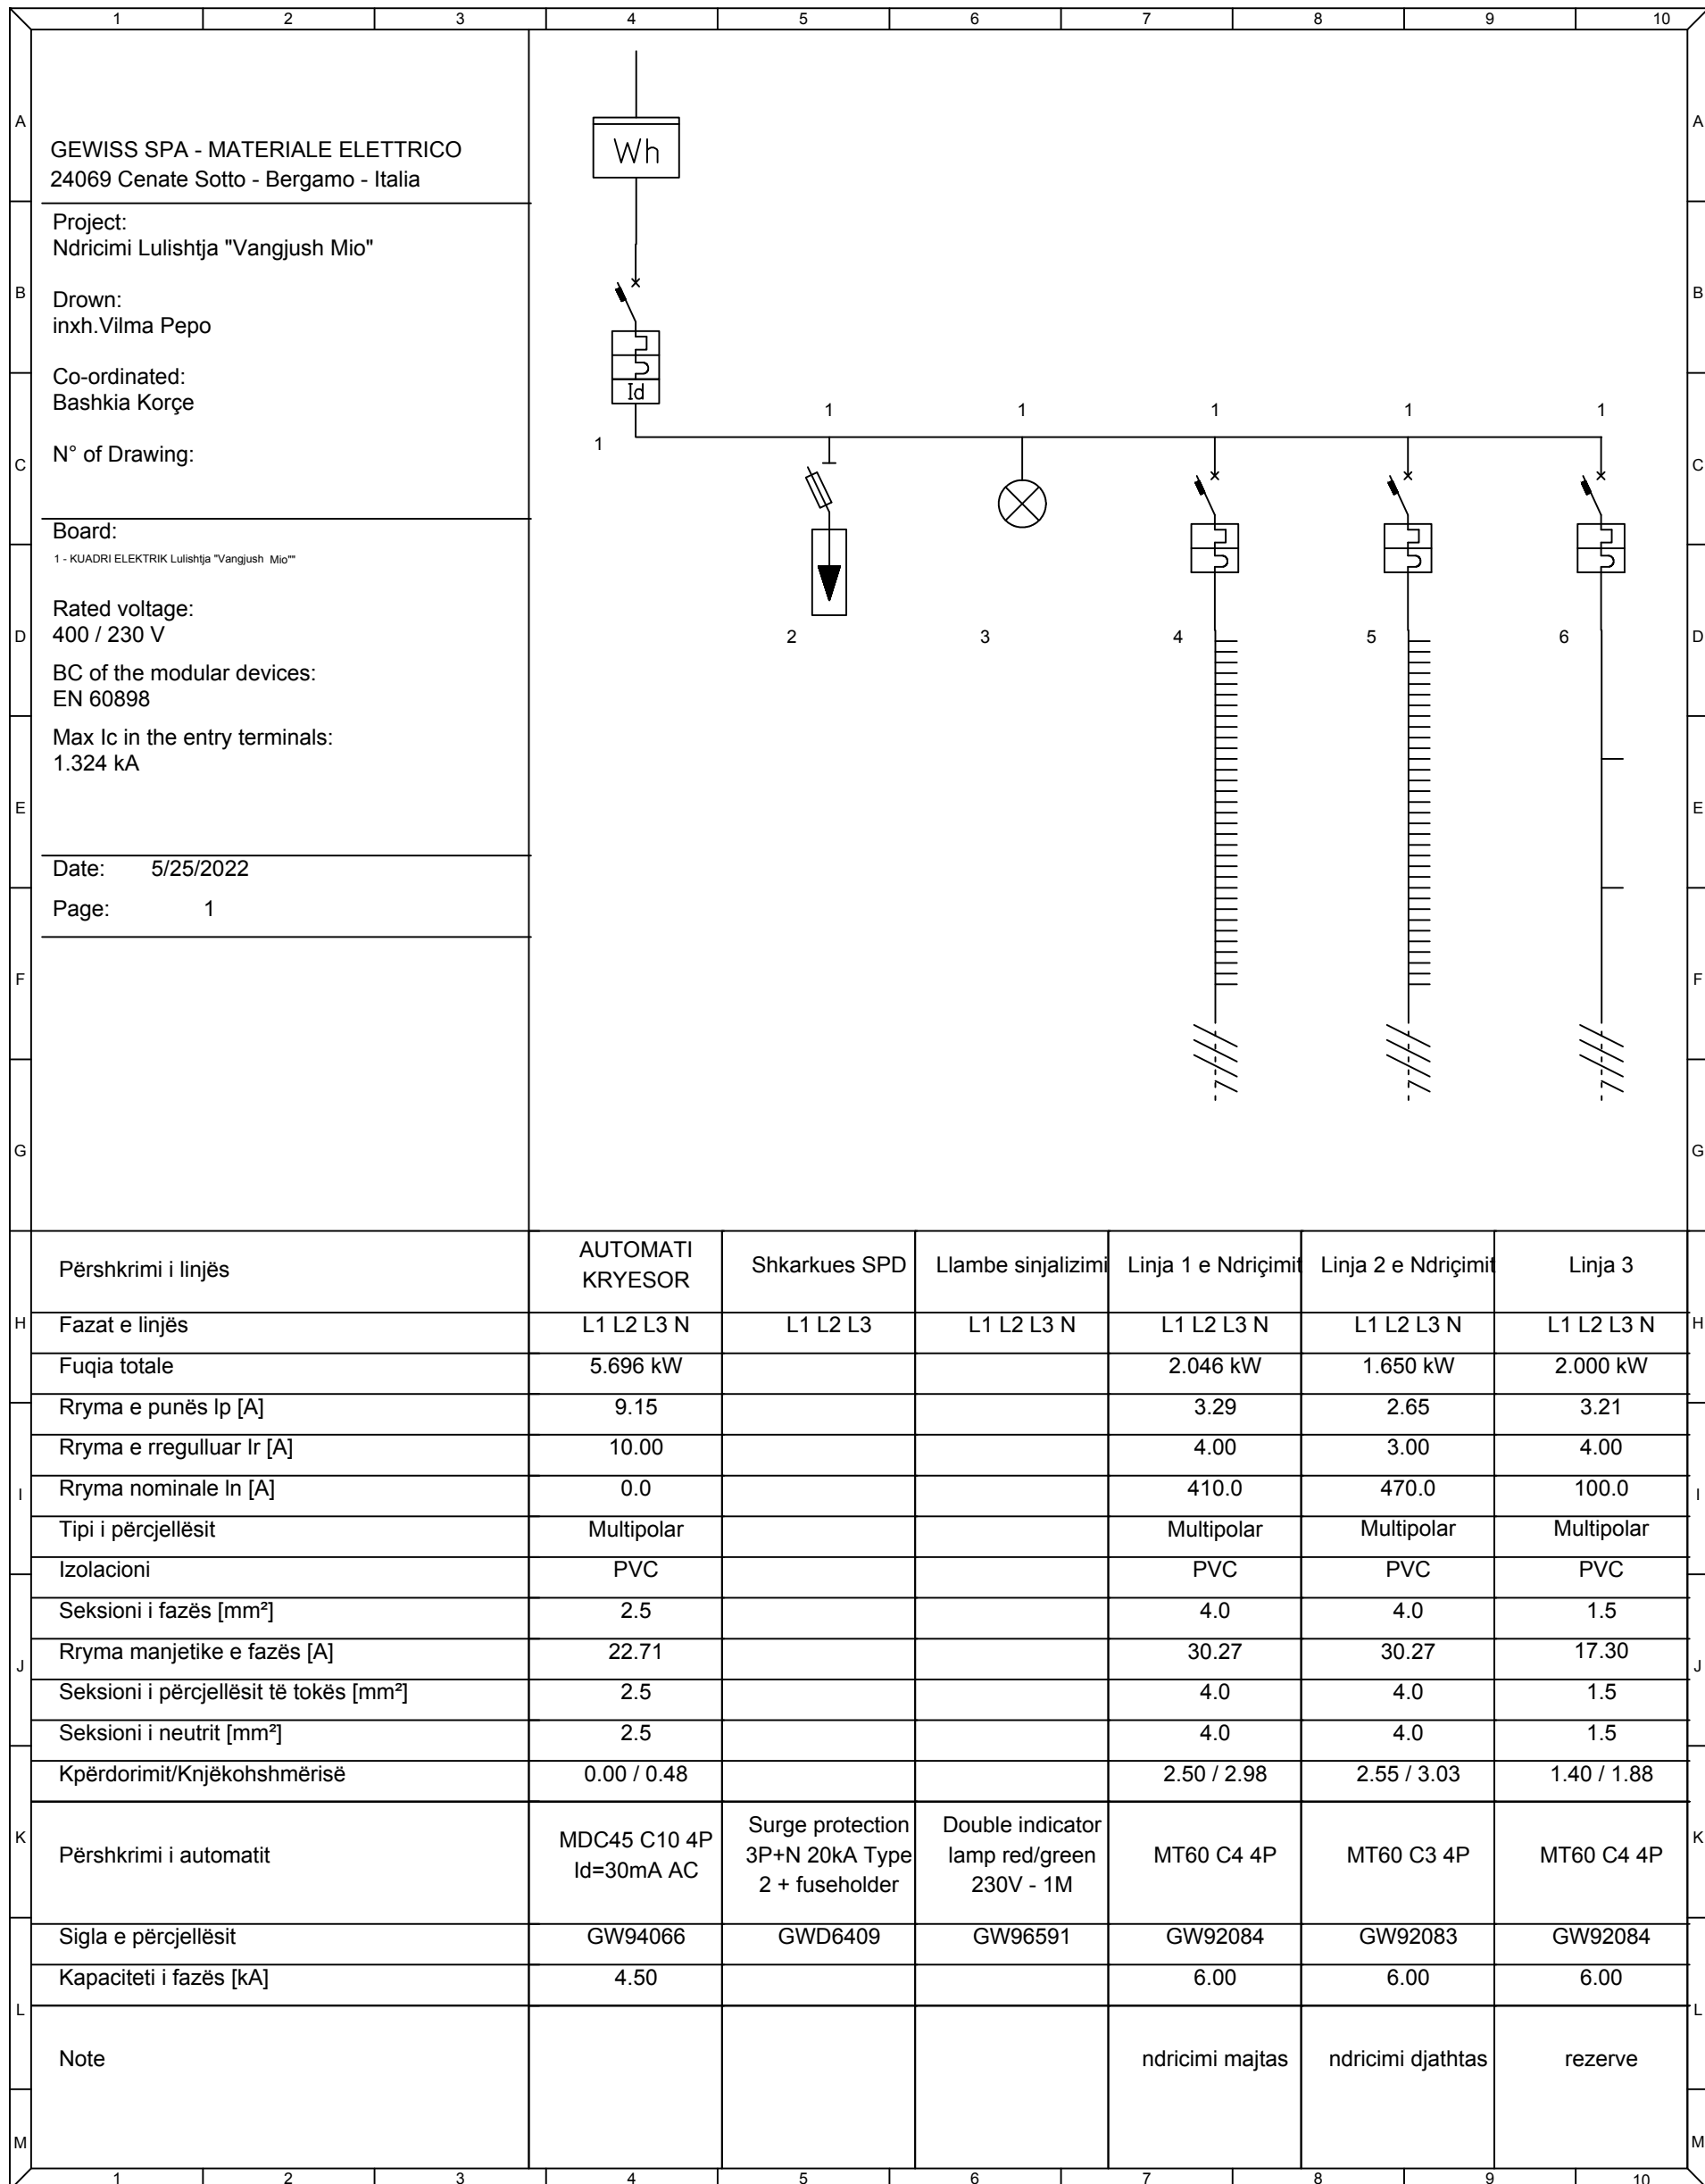 1 2 3 4 5 6 7 8 9 10
A A
GEWISS SPA - MATERIALE ELETTRICO
24069 Cenate Sotto - Bergamo - Italia
Wh
Project:
Ndricimi Lulishtja "Vangjush Mio"
B B
Drown:
inxh.Vilma Pepo
Co-ordinated:
Bashkia Korçe
Id
1 1 1 1 1
1
N° of Drawing:
C C
Board:
1 - KUADRI ELEKTRIK Lulishtja "Vangjush Mio""
Rated voltage:
400 / 230 V
D 2 3 4 5 6 D
BC of the modular devices:
EN 60898
Max Ic in the entry terminals:
1.324 kA
E E
Date: 5/25/2022
Page: 1
F F
G G
Përshkrimi i linjës AUTOMATI KRYESOR Shkarkues SPD Llambe sinjalizimi Linja 1 e Ndriçimit Linja 2 e Ndriçimit Linja 3
H Fazat e linjës L1 L2 L3 N L1 L2 L3 L1 L2 L3 N L1 L2 L3 N L1 L2 L3 N L1 L2 L3 N H
Fuqia totale 5.696 kW 2.046 kW 1.650 kW 2.000 kW
Rryma e punës Ip [A] 9.15 3.29 2.65 3.21
Rryma e rregulluar Ir [A] 10.00 4.00 3.00 4.00
I Rryma nominale In [A] 0.0 410.0 470.0 100.0 I
Tipi i përcjellësit Multipolar Multipolar Multipolar Multipolar
Izolacioni PVC PVC PVC PVC
Seksioni i fazës [mm²] 2.5 4.0 4.0 1.5
J Rryma manjetike e fazës [A] 22.71 30.27 30.27 17.30 J
Seksioni i përcjellësit të tokës [mm²] 2.5 4.0 4.0 1.5
Seksioni i neutrit [mm²] 2.5 4.0 4.0 1.5
Kpërdorimit/Knjëkohshmërisë 0.00 / 0.48 2.50 / 2.98 2.55 / 3.03 1.40 / 1.88
K Përshkrimi i automatit MDC45 C10 4P Id=30mA AC Surge protection 3P+N 20kA Type 2 + fuseholder Double indicator lamp red/green 230V - 1M MT60 C4 4P MT60 C3 4P MT60 C4 4P K
Sigla e përcjellësit GW94066 GWD6409 GW96591 GW92084 GW92083 GW92084
Kapaciteti i fazës [kA] 4.50 6.00 6.00 6.00
L L
Note ndricimi majtas ndricimi djathtas rezerve
M M
1 2 3 4 5 6 7 8 9 10